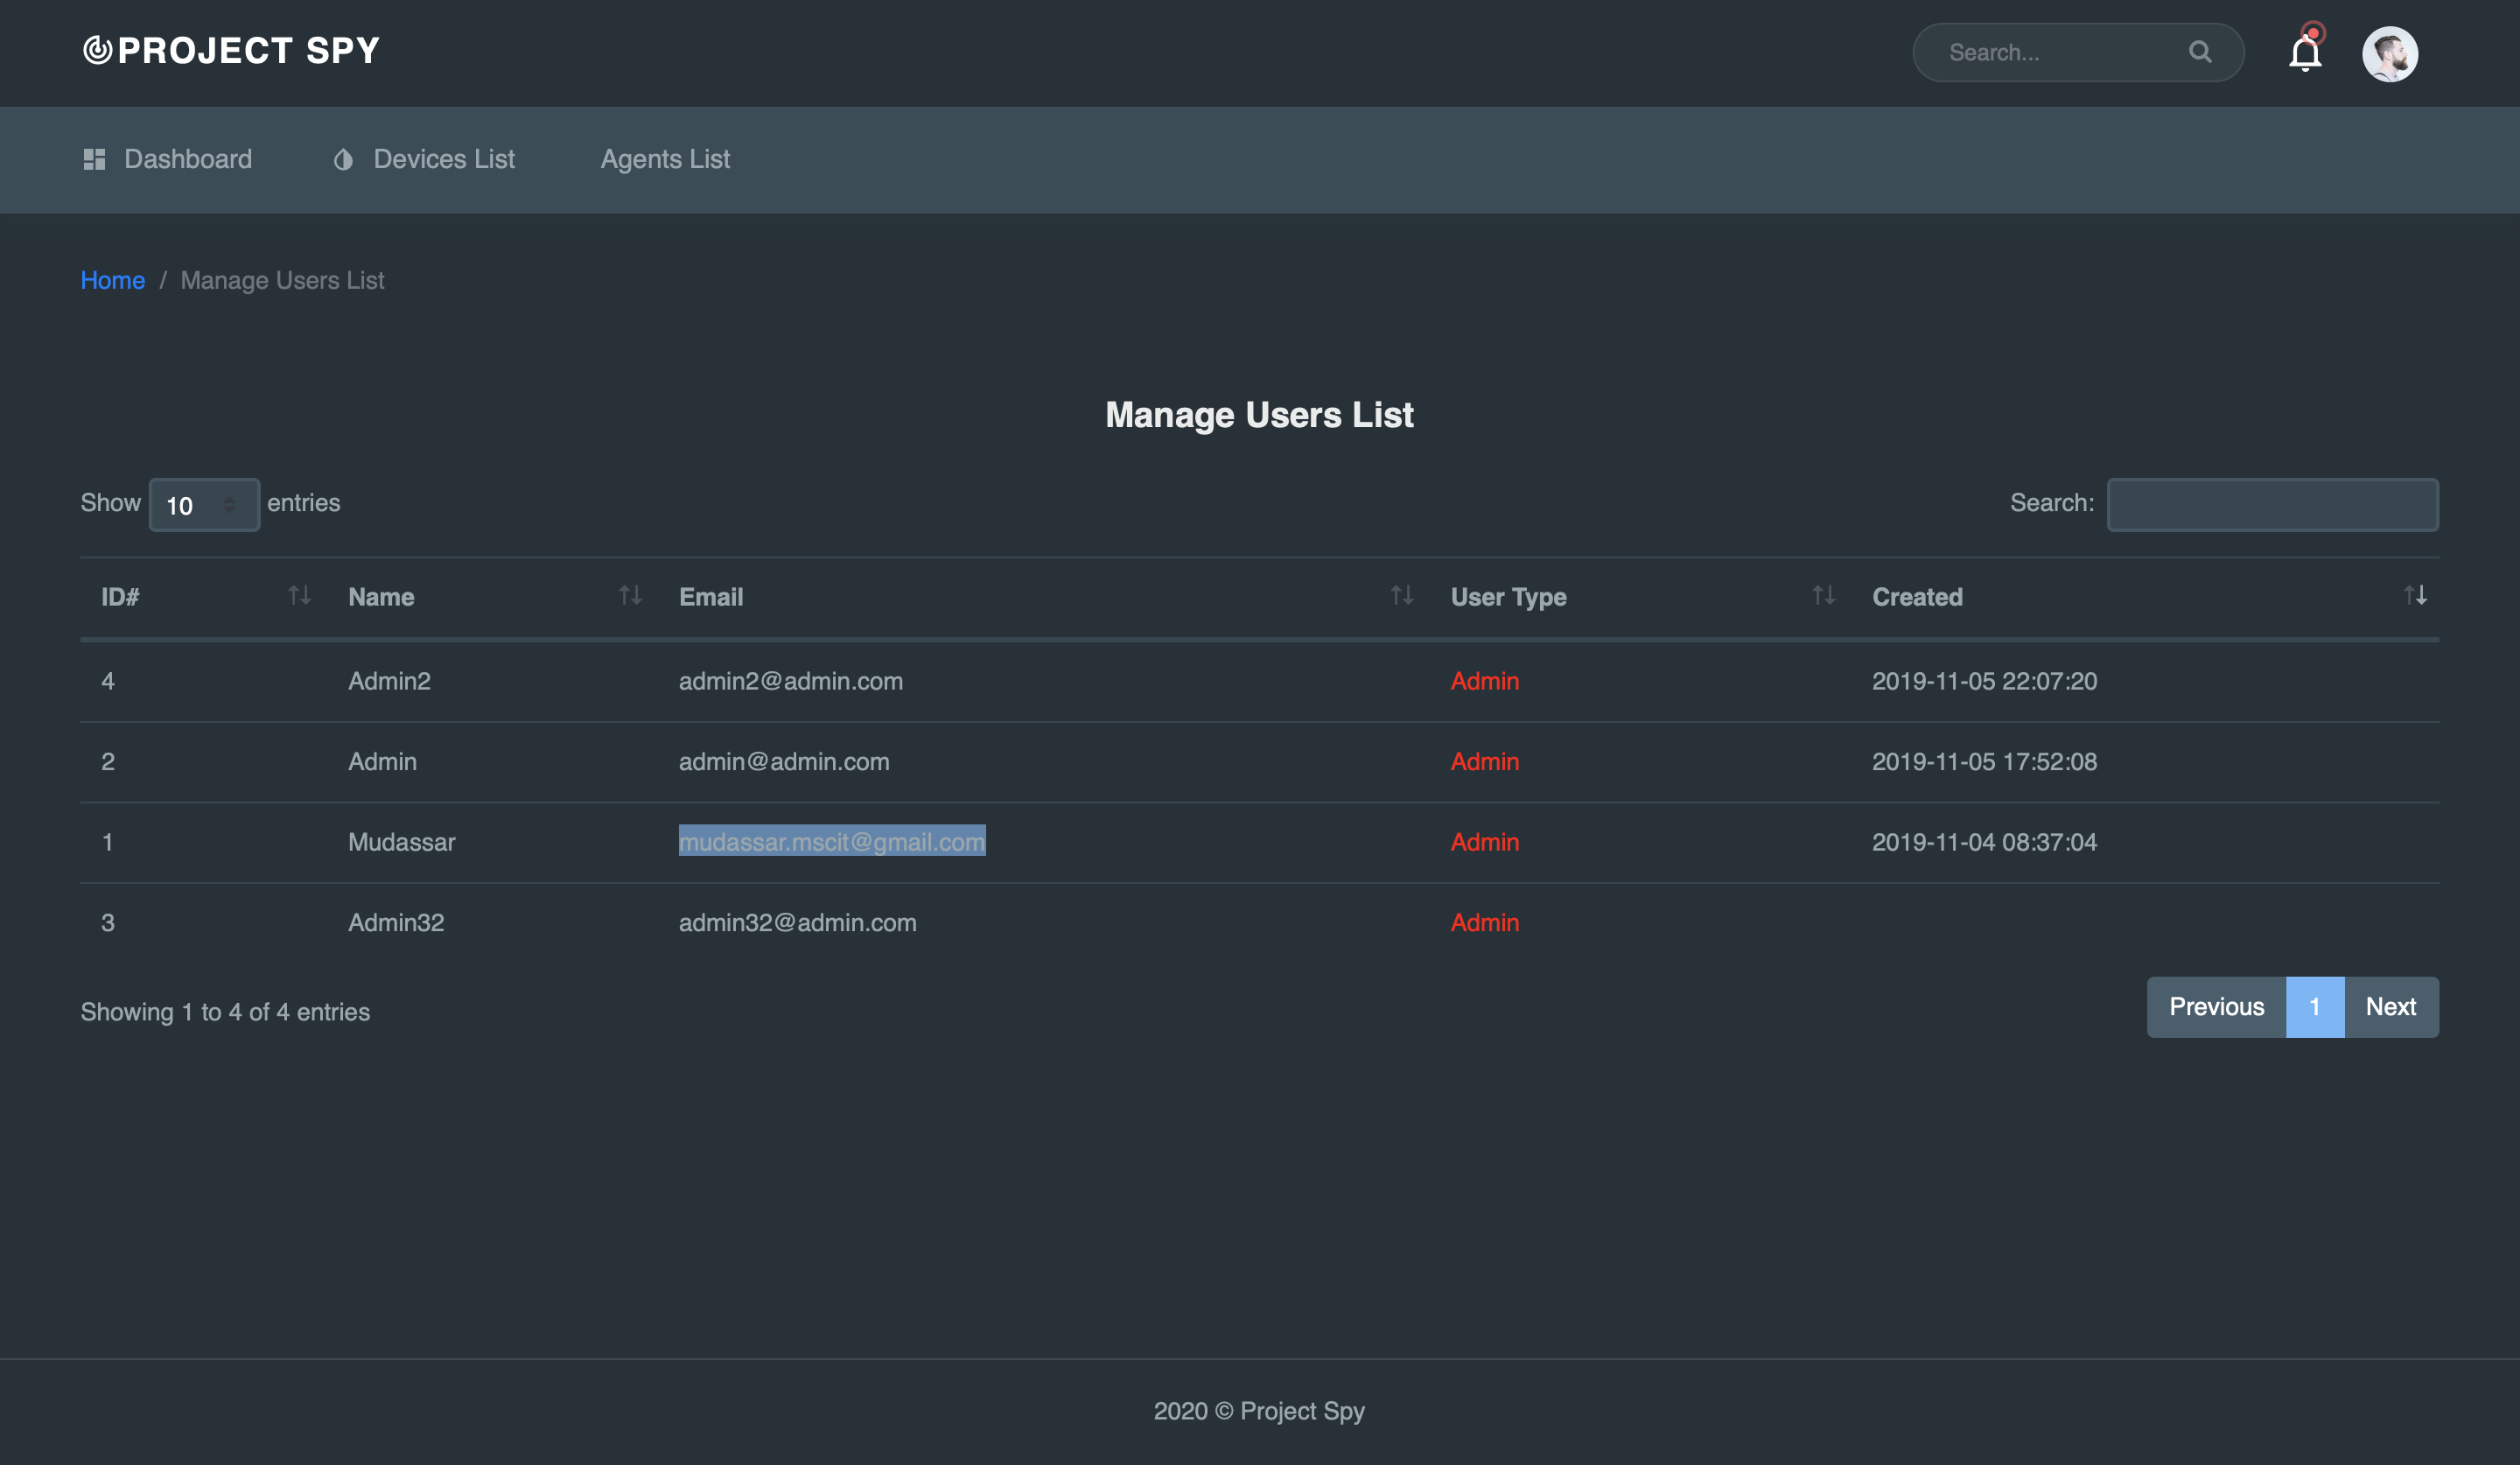 PROJECT SPY
Search...
Dashboard Devices List Agents List
Home / Manage Users List
Manage Users List
Show 10 entries Search:
ID# Name Email User Type Created
4 Admin2 admin2@admin.com Admin 2019-11-05 22:07:20
2 Admin admin@admin.com Admin 2019-11-05 17:52:08
1 Mudassar mudassar.mscit@gmail.com Admin 2019-11-04 08:37:04
3 Admin32 admin32@admin.com Admin
Showing 1 to 4 of 4 entries Previous 1 Next
2020 © Project Spy